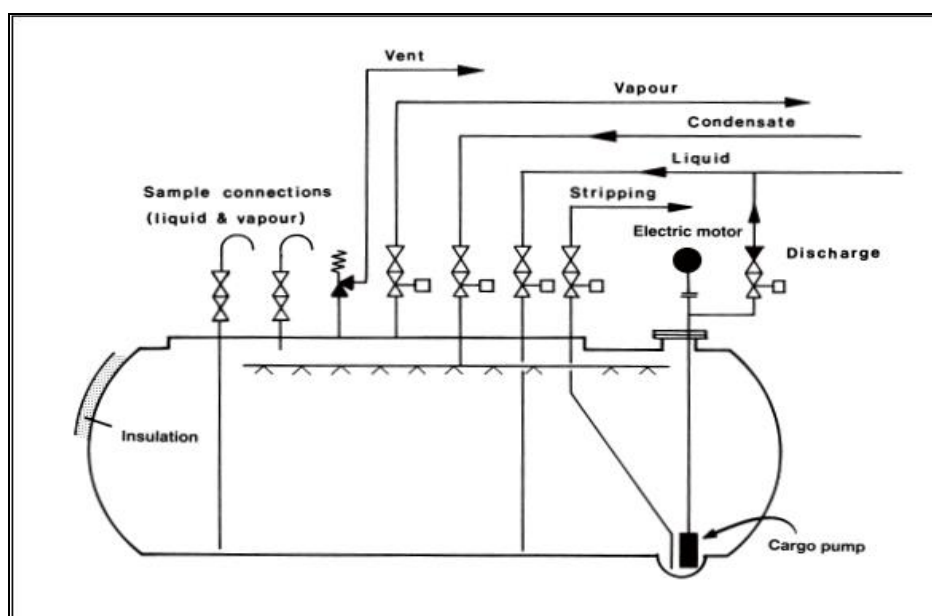 Vent
Vapour
Condensate
Liquid
Sample connections
(liquid & vapour)
Stripping
Electric motor
Discharge
Insulation
Cargo pump